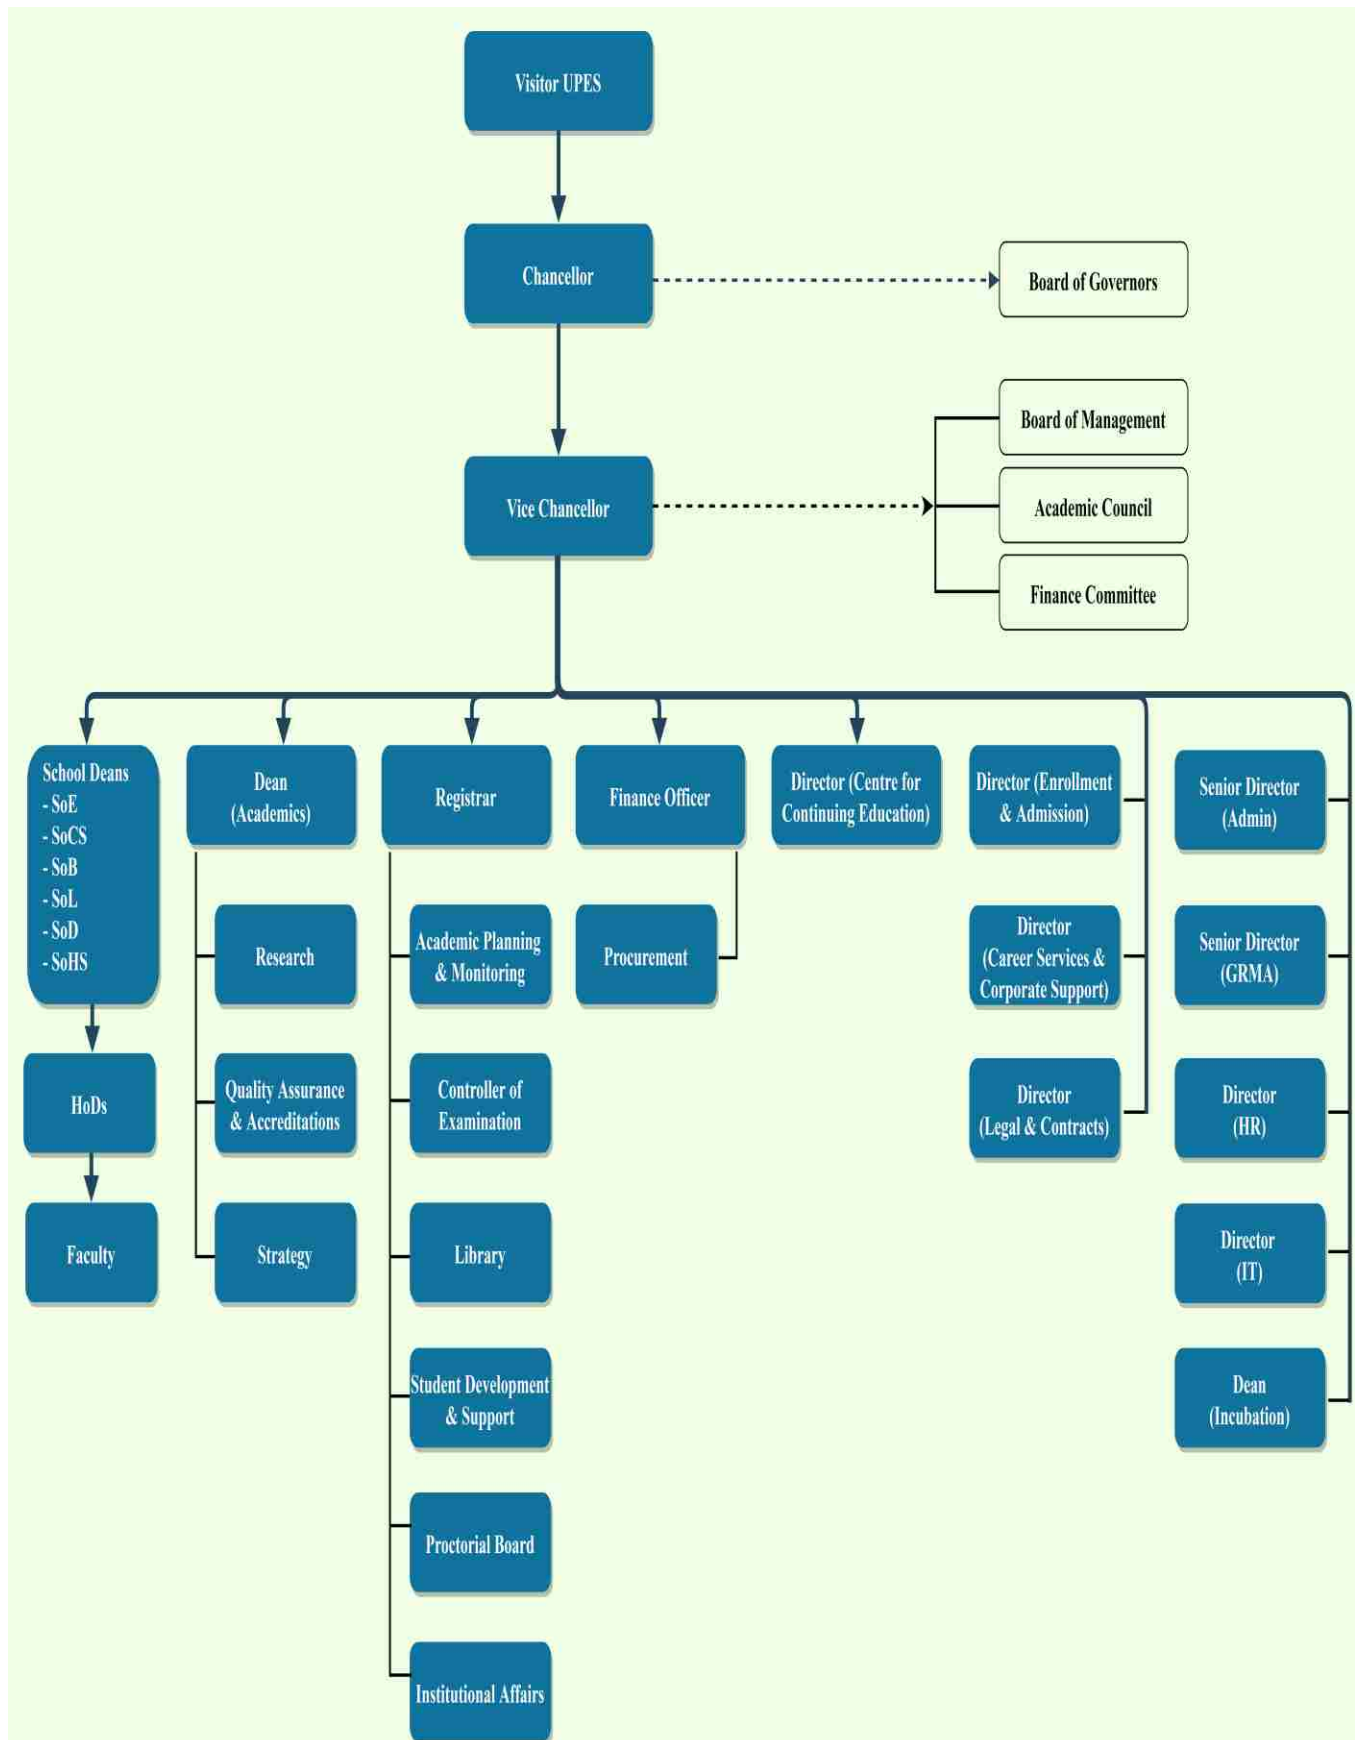 Visitor UPES
Chancellor
Board of Governors
Board of Management
Vice Chancellor
Academic Council
Finance Committee
School Deans
- SoE
- SoCS
- SoB
- SoL
- SoD
- SoHS
HoDs
Faculty
Dean
(Academics)
Research
Quality Assurance
& Accreditations
Strategy
Registrar
Academic Planning
& Monitoring
Controller of
Examination
Library
Student Development
& Support
Proctorial Board
Institutional Affairs
Finance Officer
Procurement
Director (Centre for
Continuing Education)
Director (Enrollment
& Admission)
Director
(Career Services &
Corporate Support)
Director
(Legal & Contracts)
Senior Director
(Admin)
Senior Director
(GRMA)
Director
(HR)
Director
(IT)
Dean
(Incubation)